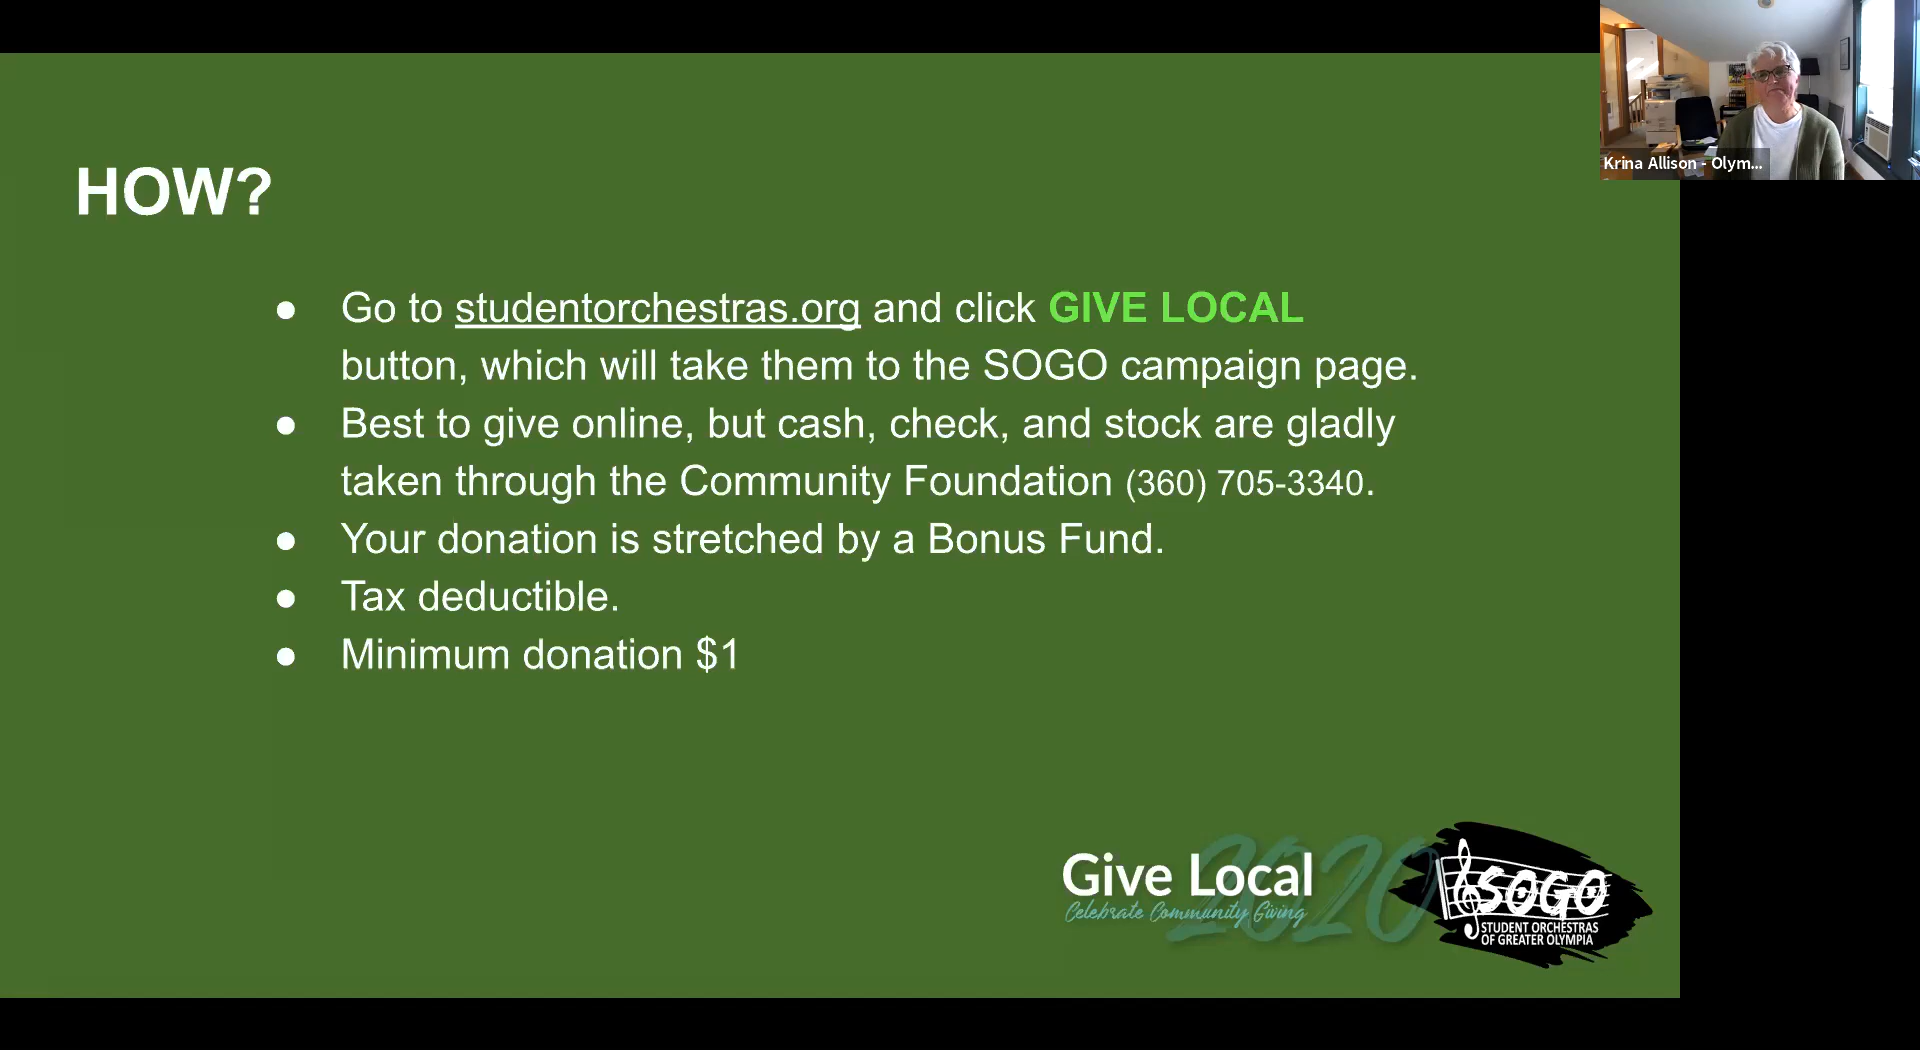 Krina Allison - Olym...
HOW?
● Go to studentorchestras.org and click GIVE LOCAL
button, which will take them to the SOGO campaign page.
● Best to give online, but cash, check, and stock are gladly
taken through the Community Foundation (360) 705-3340.
● Your donation is stretched by a Bonus Fund.
● Tax deductible.
● Minimum donation $1
Give Local 2020
Celebrate Community Giving
SOGO
STUDENT ORCHESTRAS
OF GREATER OLYMPIA